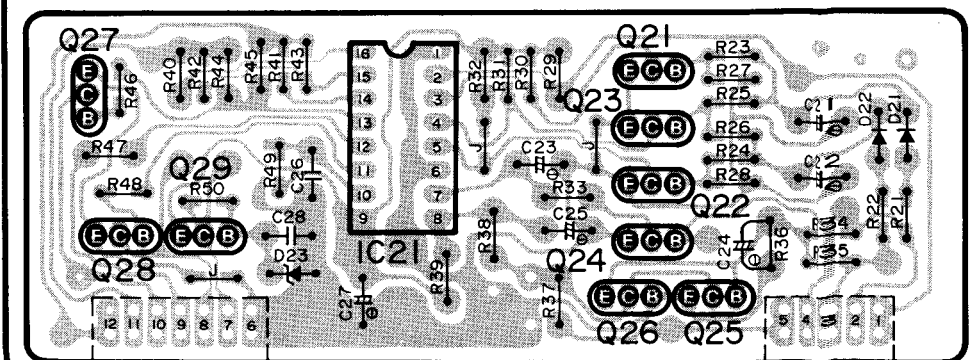 Q27
E
C
B
R46
R40
R42
R44
R45
R41
R43
16
15
14
13
12
11
10
9
1
2
3
4
5
6
7
8
IC21
R32
R31
R30
R29
Q21
E C B
Q23
E C B
E C B
Q22
E C B
Q24
R23
R27
R25
R26
R24
R28
D22
D21
R47
R48
Q29
R50
R49
C26
J
C23
J
R33
C25
R38
E C B
Q28
E C B
C28
D23
J
C27
R39
R37
C24
R36
R22
R21
E C B
Q26
E C B
Q25
12 11 10 9 8 7 6
5 4 3 2 1